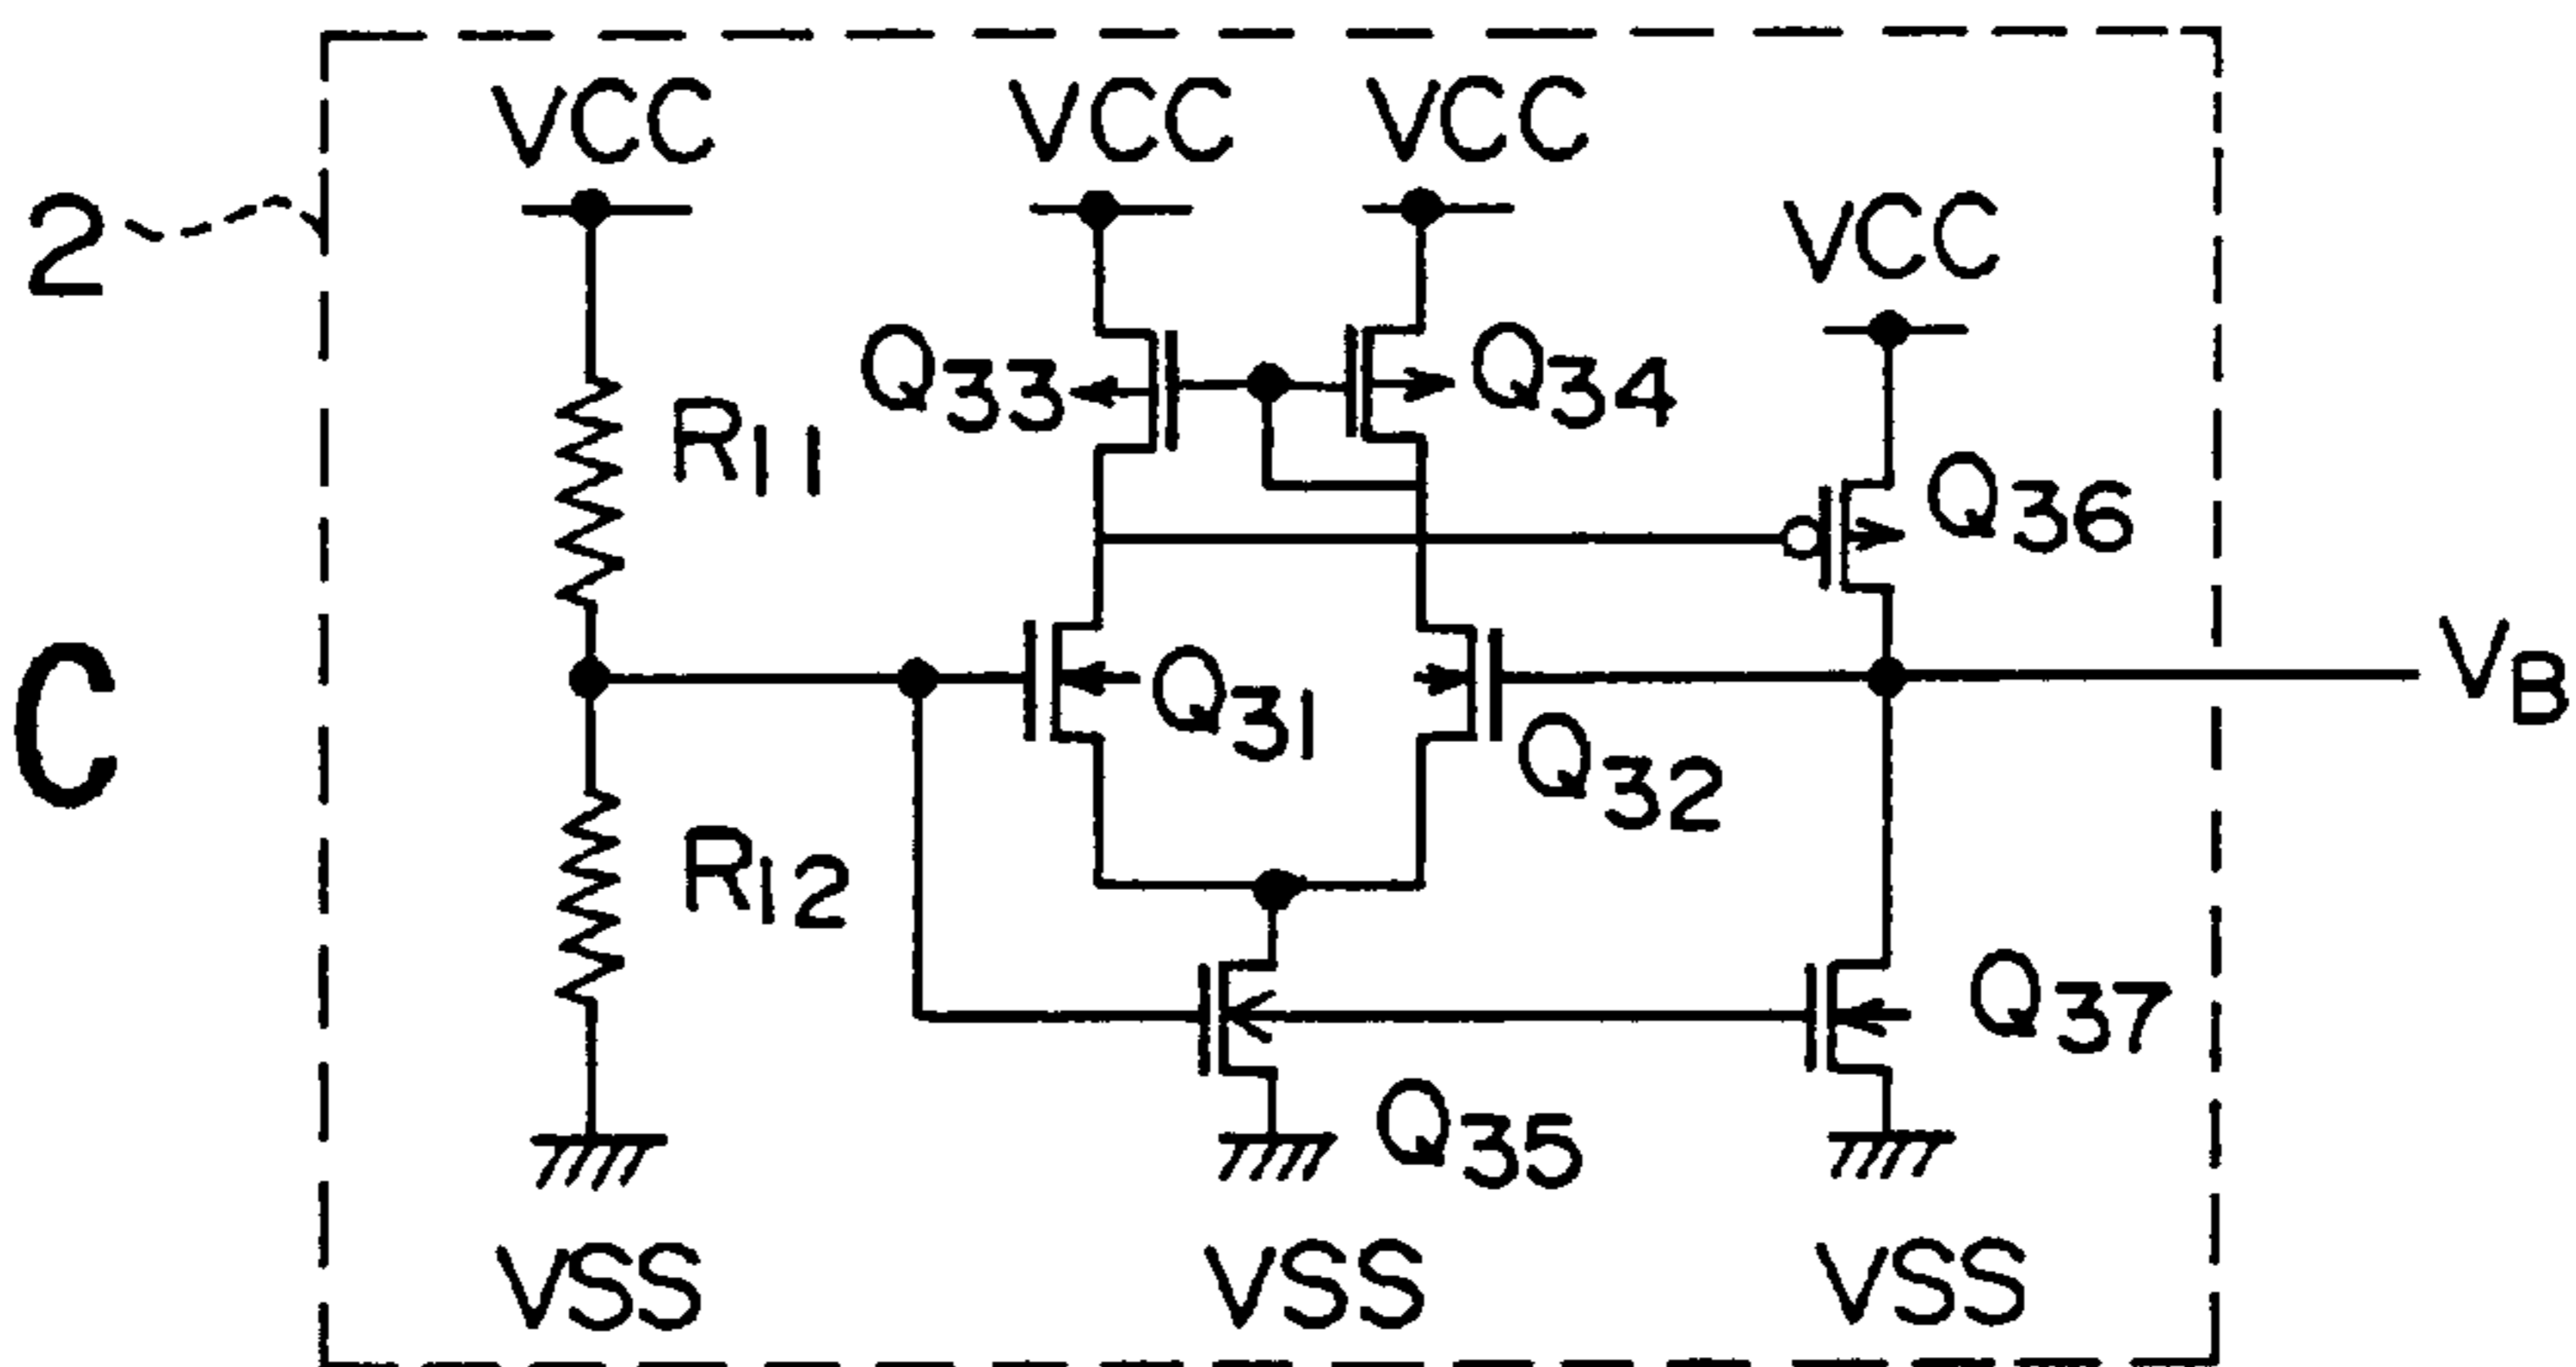 VCC VCC VCC
2 VCC
Q33 Q34
R11 Q36
C Q31 VB
Q32
R12
Q37
Q35
VSS VSS VSS